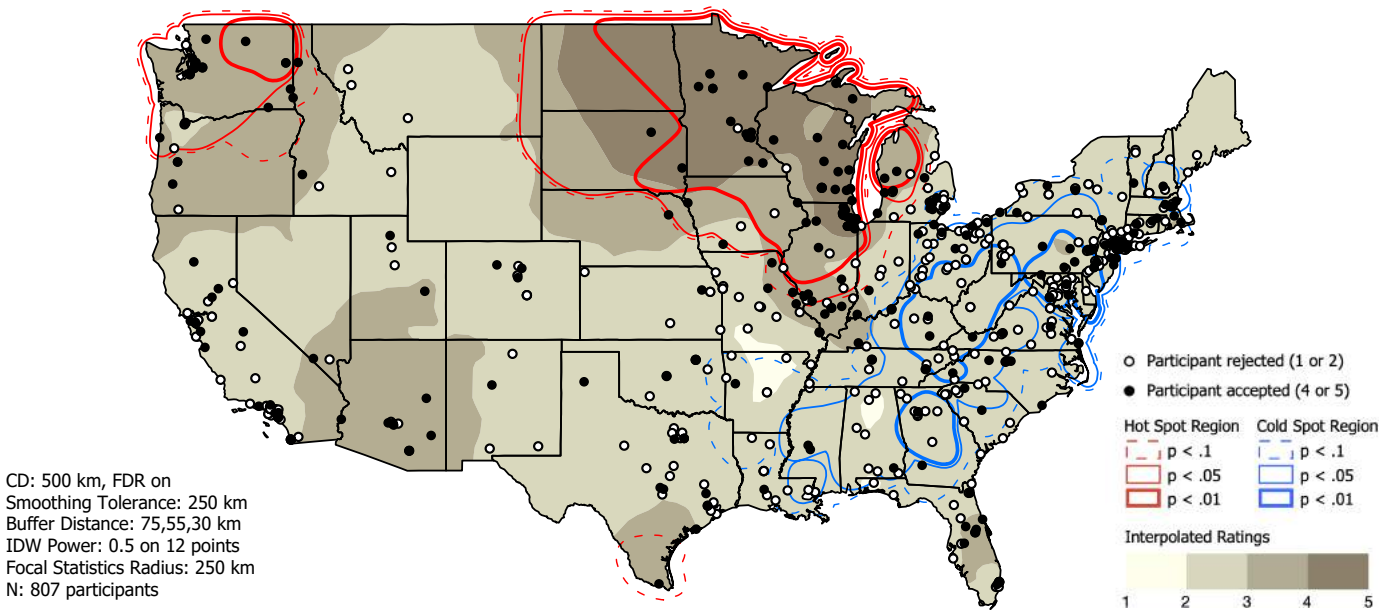 CD: 500 km, FDR on
Smoothing Tolerance: 250 km
Buffer Distance: 75,55,30 km
IDW Power: 0.5 on 12 points
Focal Statistics Radius: 250 km
N: 807 participants
Participant rejected (1 or 2)
Participant accepted (4 or 5)
Hot Spot Region Cold Spot Region
p < .1 p < .1
p < .05 p < .05
p < .01 p < .01
Interpolated Ratings
1 2 3 4 5